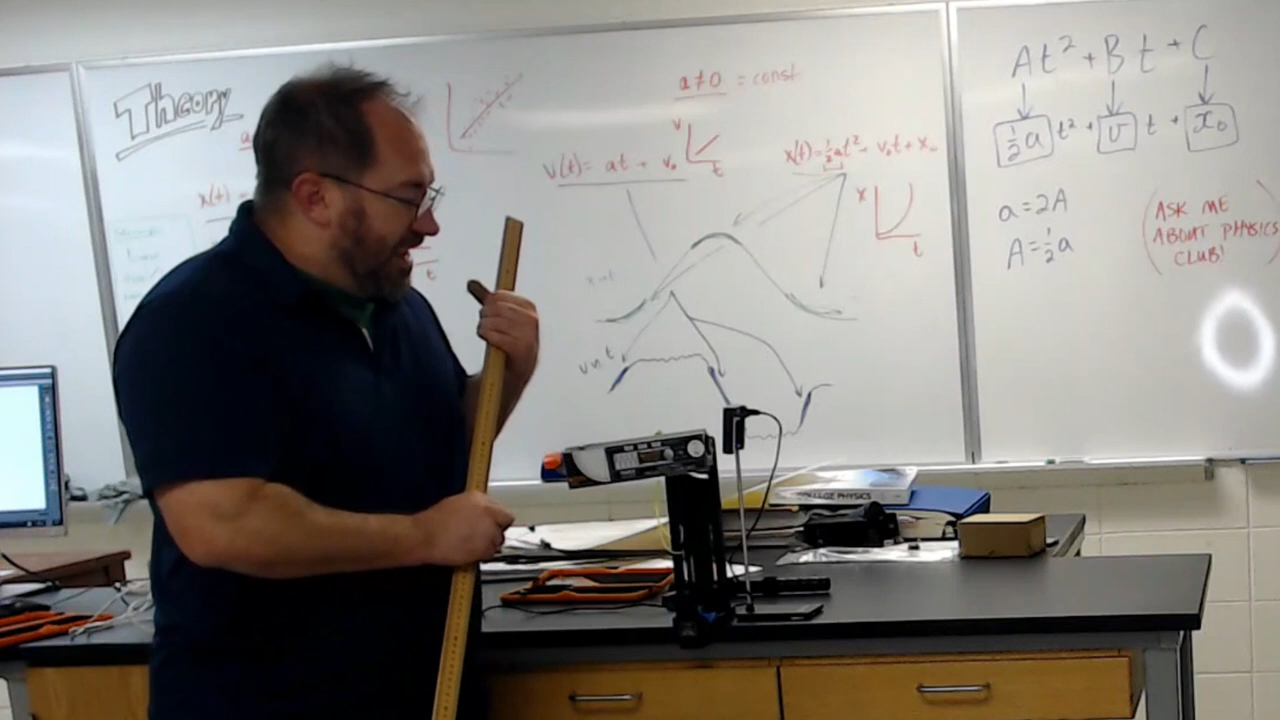 Theory
a
x(t) =
t
a≠0 = const
v(t) = at + v₀
v
t
x(t) = ½at² + v₀t + x₀
x
t
v vs t
At² + Bt + C
½a t² + v t + x₀
a = 2A
A = ½a
ASK ME
ABOUT PHYSICS
CLUB!
COLLEGE PHYSICS